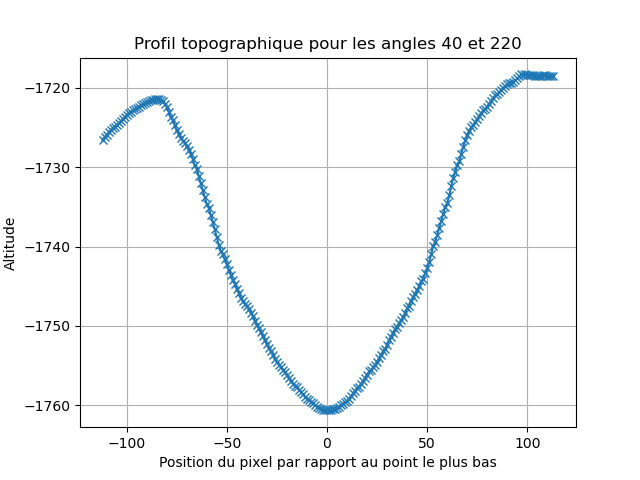 Profil topographique pour les angles 40 et 220
Altitude
−1720
−1730
−1740
−1750
−1760
−100 −50 0 50 100
Position du pixel par rapport au point le plus bas